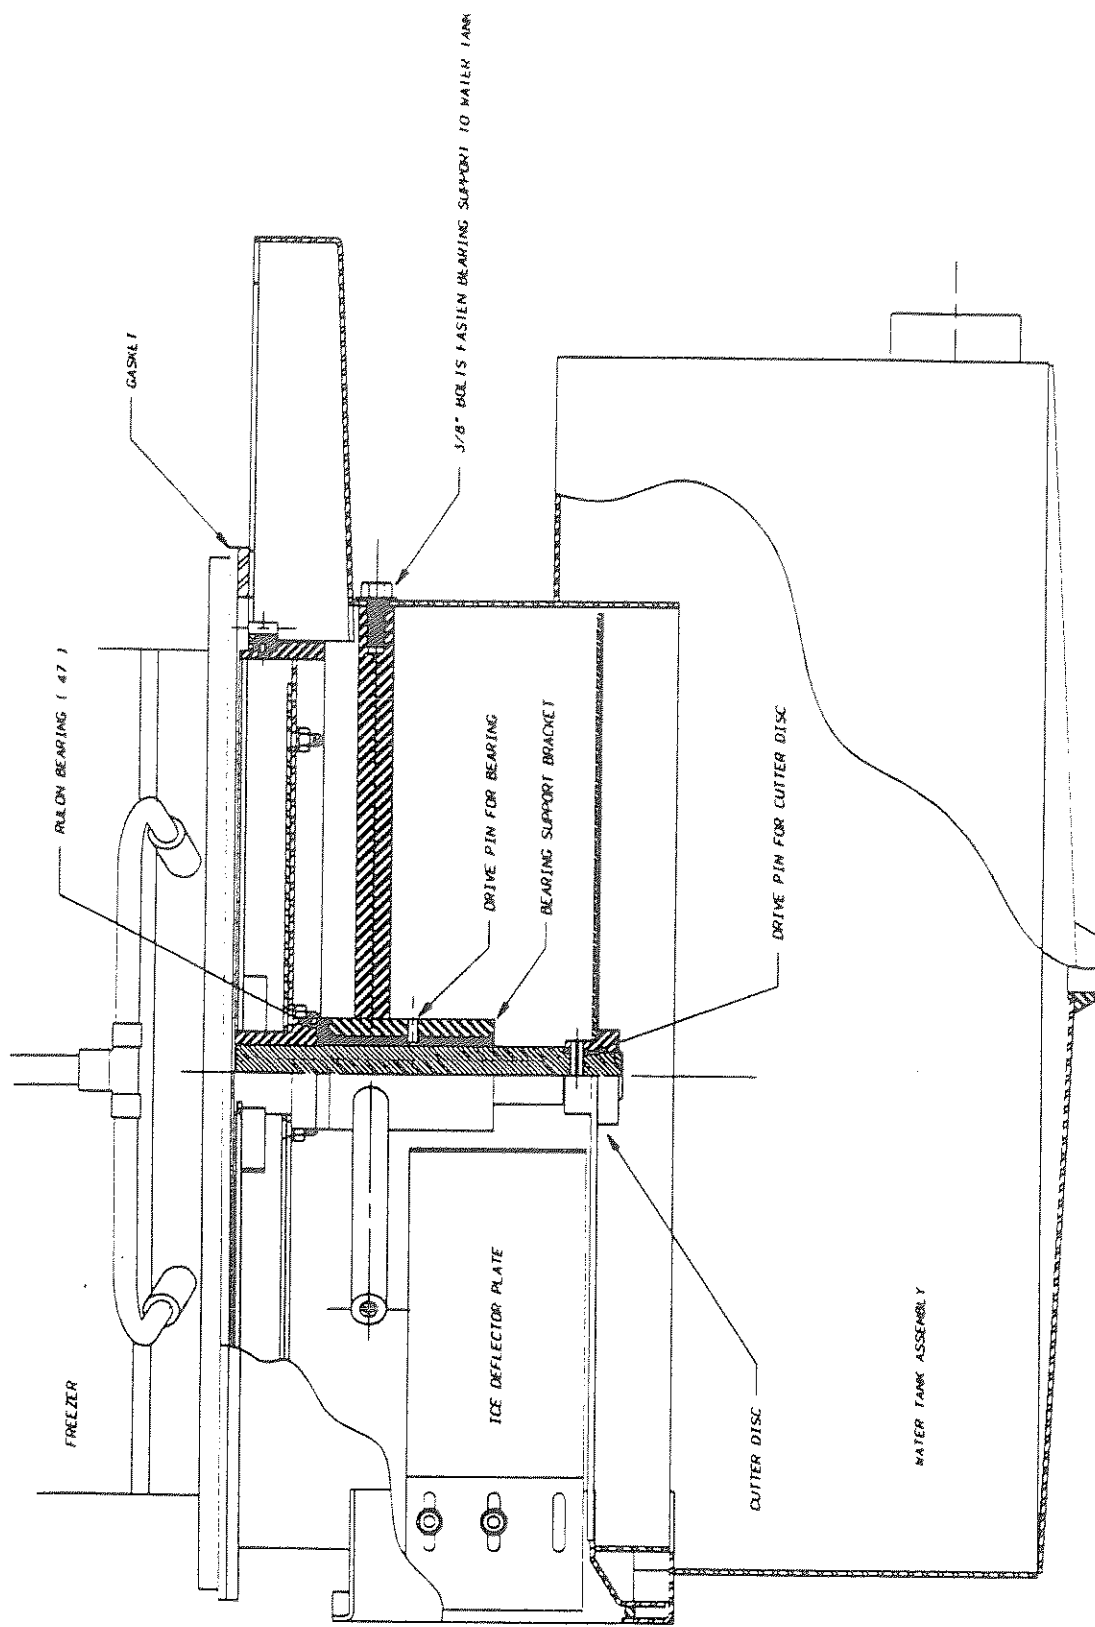 FREEZER
RULON BEARING ( 47 )
GASKET
3/8" BOLTS FASTEN BEARING SUPPORT TO WATER TANK
DRIVE PIN FOR BEARING
BEARING SUPPORT BRACKET
DRIVE PIN FOR CUTTER DISC
ICE DEFLECTOR PLATE
CUTTER DISC
WATER TANK ASSEMBLY